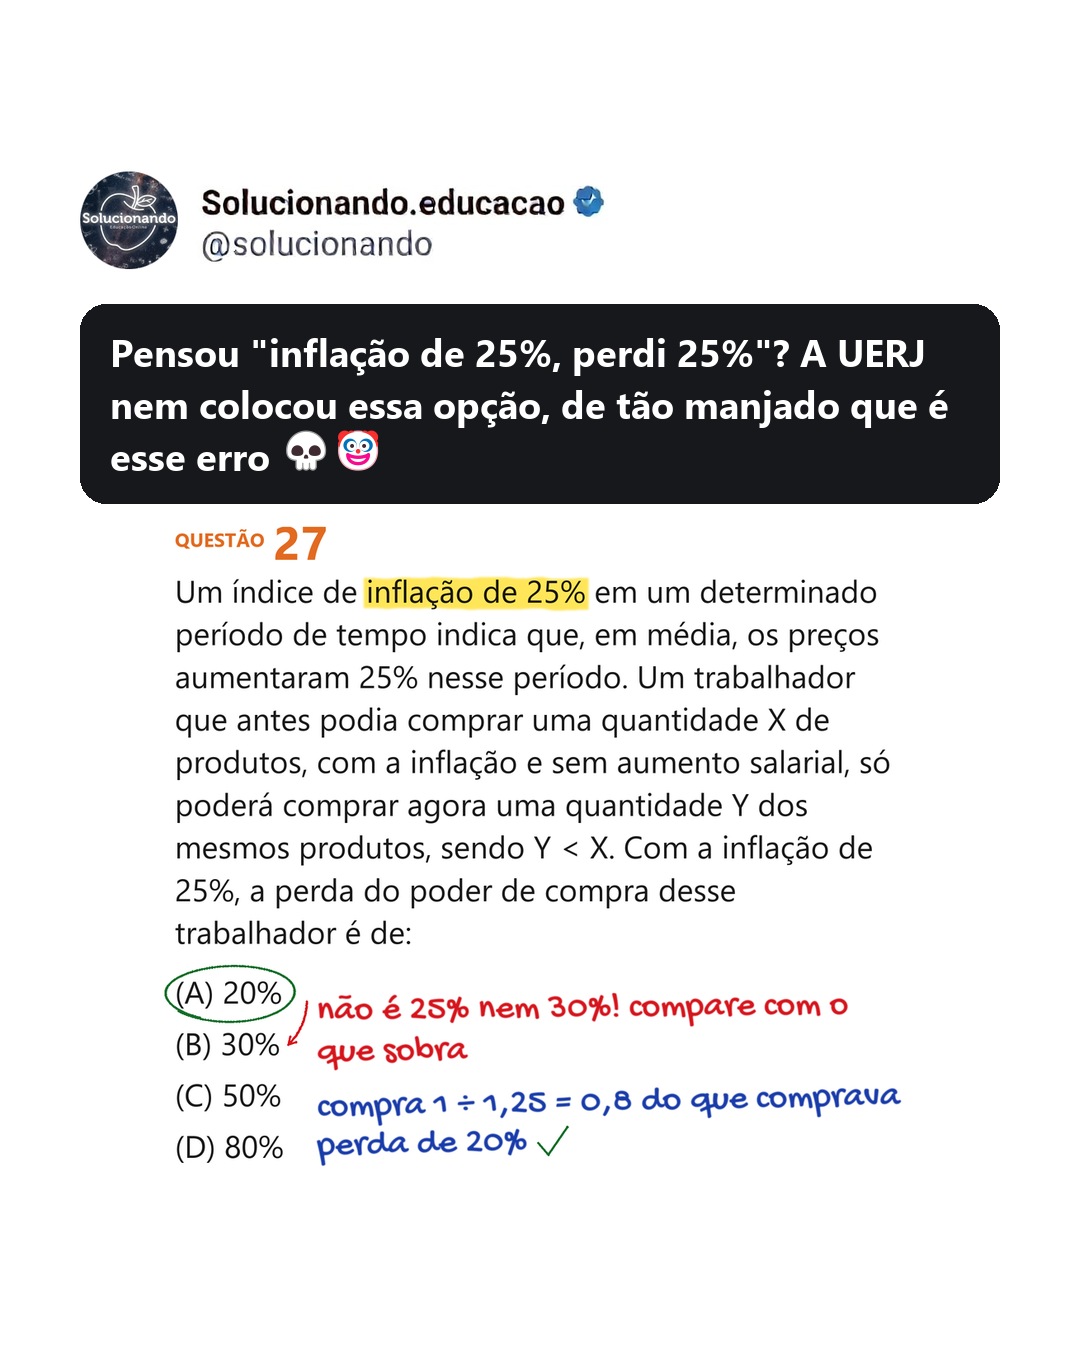 Solucionando
Educação Online
Solucionando.educacao
@solucionando
Pensou "inflação de 25%, perdi 25%"? A UERJ
nem colocou essa opção, de tão manjado que é
esse erro 💀🤡
QUESTÃO 27
Um índice de inflação de 25% em um determinado
período de tempo indica que, em média, os preços
aumentaram 25% nesse período. Um trabalhador
que antes podia comprar uma quantidade X de
produtos, com a inflação e sem aumento salarial, só
poderá comprar agora uma quantidade Y dos
mesmos produtos, sendo Y < X. Com a inflação de
25%, a perda do poder de compra desse
trabalhador é de:
(A) 20%
(B) 30%
(C) 50%
(D) 80%
não é 25% nem 30%! compare com o
que sobra
compra 1 ÷ 1,25 = 0,8 do que comprava
perda de 20% ✓